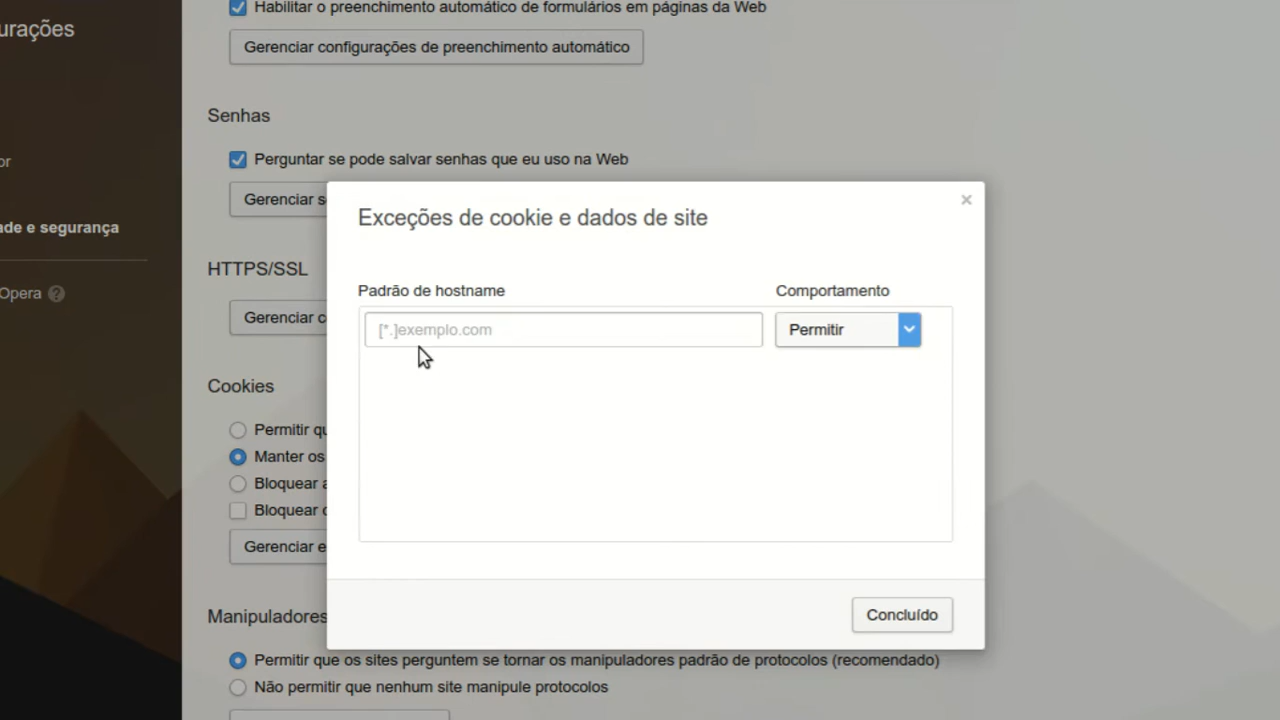 urações
or
ade e segurança
Opera
Habilitar o preenchimento automático de formulários em páginas da Web
Gerenciar configurações de preenchimento automático
Senhas
Perguntar se pode salvar senhas que eu uso na Web
Gerenciar s
HTTPS/SSL
Gerenciar c
Cookies
Permitir qu
Manter os
Bloquear a
Bloquear c
Gerenciar e
Manipuladores
Permitir que os sites perguntem se tornar os manipuladores padrão de protocolos (recomendado)
Não permitir que nenhum site manipule protocolos
Exceções de cookie e dados de site
×
Padrão de hostname
Comportamento
[*.]exemplo.com
Permitir
Concluído